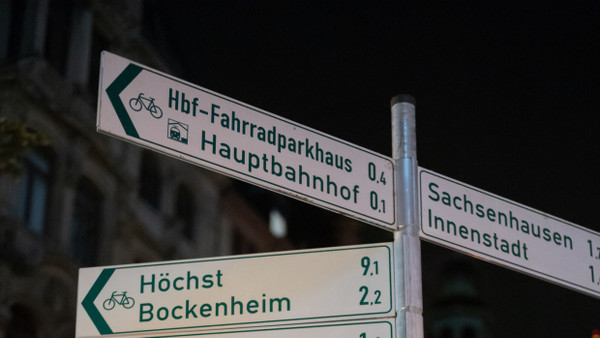 Hbf-Fahrradparkhaus 0,4
Hauptbahnhof 0,1
Sachsenhausen
Innenstadt
Höchst 9,1
Bockenheim 2,2